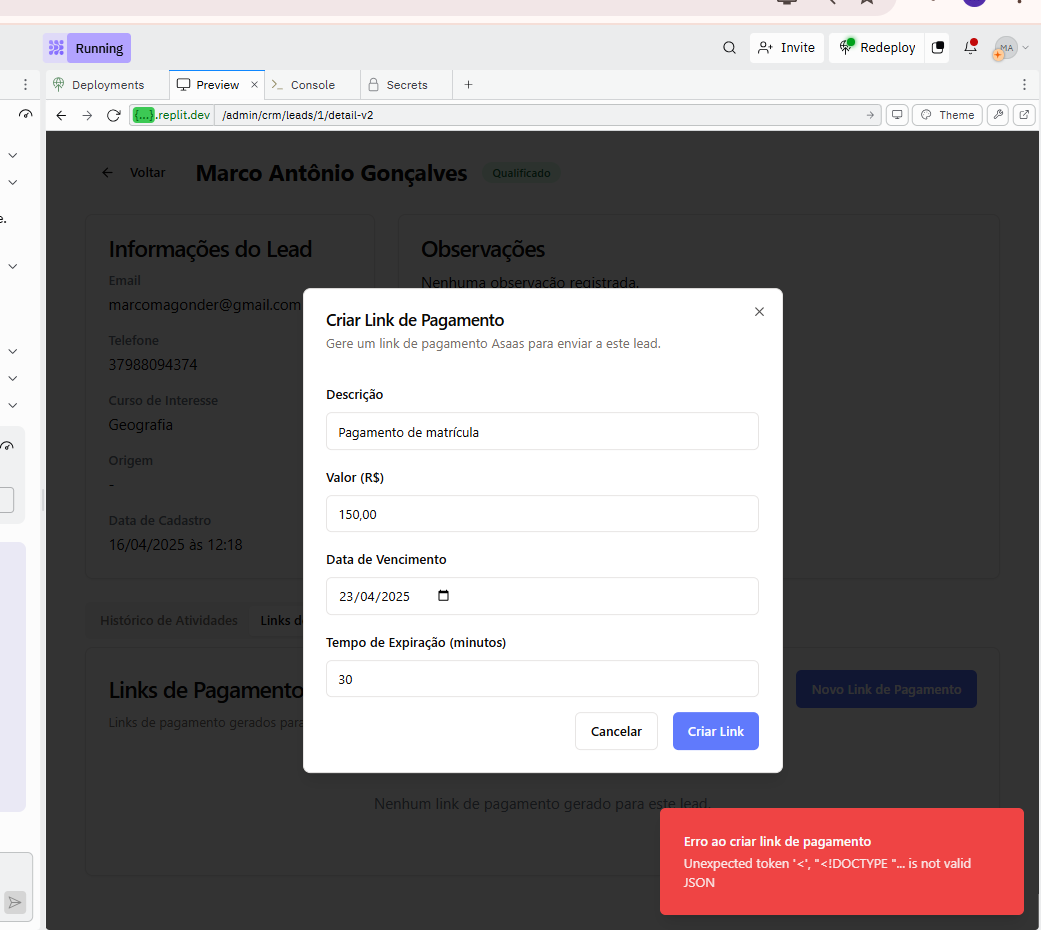 Running
Invite
Redeploy
MA
Deployments
Preview
Console
Secrets
{...}.replit.dev
/admin/crm/leads/1/detail-v2
Theme
e.
Voltar
Marco Antônio Gonçalves
Qualificado
Informações do Lead
Email
marcomagonder@gmail.com
Telefone
37988094374
Curso de Interesse
Geografia
Origem
-
Data de Cadastro
16/04/2025 às 12:18
Observações
Nenhuma observação registrada.
Criar Link de Pagamento
Gere um link de pagamento Asaas para enviar a este lead.
Descrição
Pagamento de matrícula
Valor (R$)
150,00
Data de Vencimento
23/04/2025
Tempo de Expiração (minutos)
30
Cancelar
Criar Link
Histórico de Atividades
Links d
Links de Pagamento
Links de pagamento gerados para
Novo Link de Pagamento
Nenhum link de pagamento gerado para este lead.
Erro ao criar link de pagamento
Unexpected token '<', "<!DOCTYPE "... is not valid
JSON